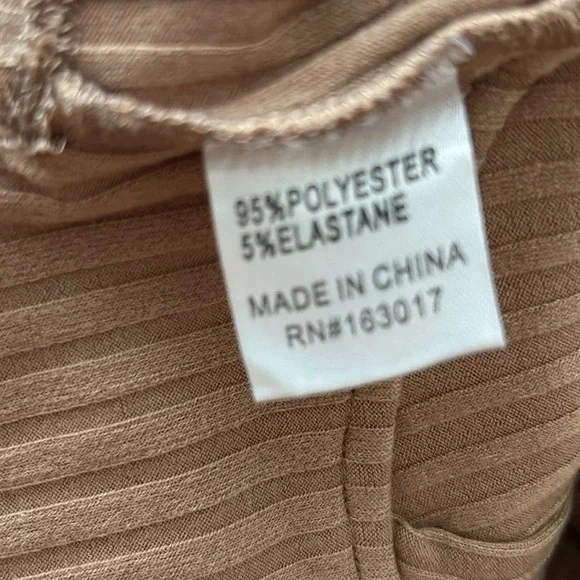 95%POLYESTER
5%ELASTANE
MADE IN CHINA
RN#163017